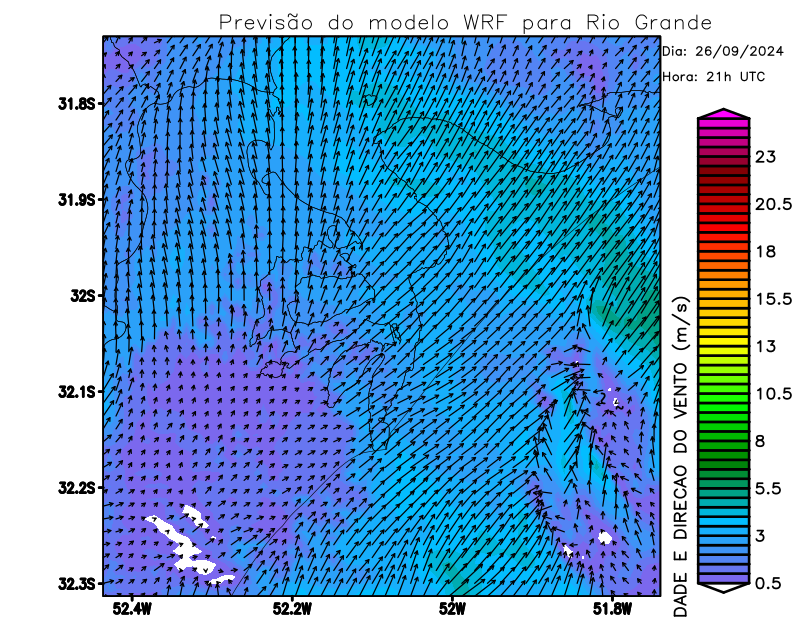 Previsão do modelo WRF para Rio Grande
Dia: 26/09/2024
Hora: 21h UTC
31.8S
31.9S
32S
32.1S
32.2S
32.3S
52.4W
52.2W
52W
51.8W
23
20.5
18
15.5
13
10.5
8
5.5
3
0.5
DADE E DIRECAO DO VENTO (m/s)
2